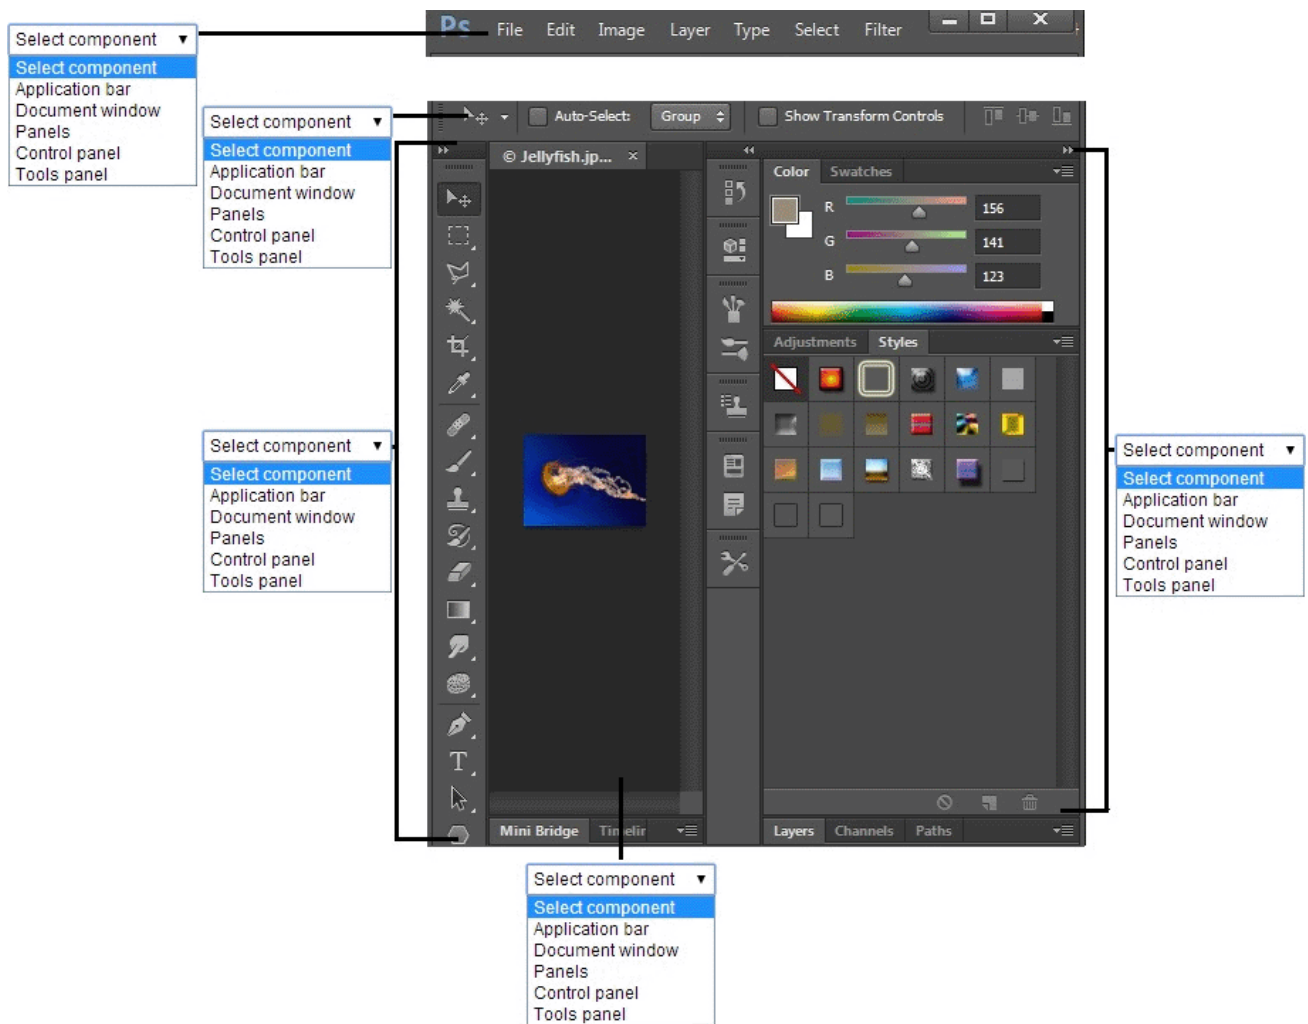 Ps File Edit Image Layer Type Select Filter
Select component
Select component
Application bar
Document window
Panels
Control panel
Tools panel
Auto-Select: Group Show Transform Controls
Select component
Select component
Application bar
Document window
Panels
Control panel
Tools panel
© Jellyfish.jp... ×
Color Swatches
R 156
G 141
B 123
Adjustments Styles
Select component
Select component
Application bar
Document window
Panels
Control panel
Tools panel
Select component
Select component
Application bar
Document window
Panels
Control panel
Tools panel
Mini Bridge Timelir
Layers Channels Paths
Select component
Select component
Application bar
Document window
Panels
Control panel
Tools panel